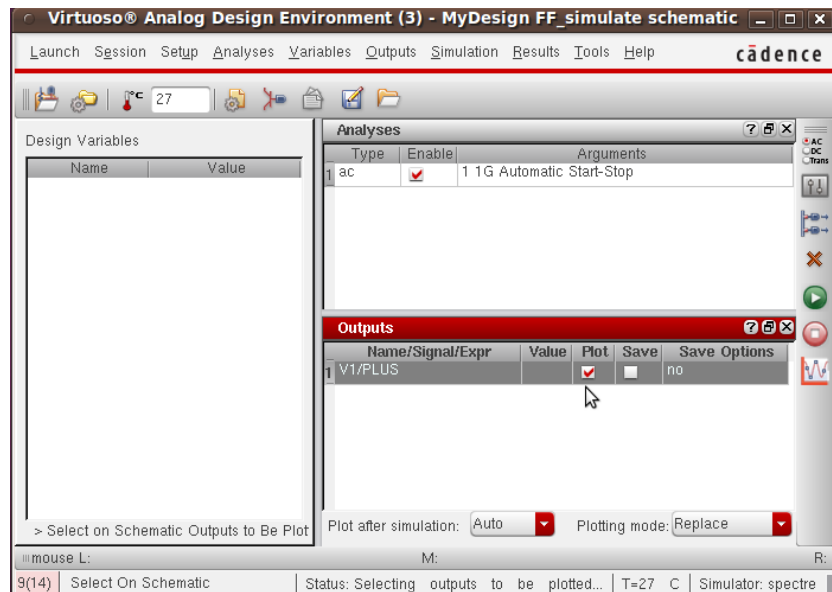 Virtuoso® Analog Design Environment (3) - MyDesign FF_simulate schematic
Launch Session Setup Analyses Variables Outputs Simulation Results Tools Help cādence
°C 27
Design Variables
Name Value
Analyses
Type Enable Arguments
1 ac 1 1G Automatic Start-Stop
AC
DC
Trans
Outputs
Name/Signal/Expr Value Plot Save Save Options
1 V1/PLUS no
> Select on Schematic Outputs to Be Plot
Plot after simulation: Auto Plotting mode: Replace
mouse L: M: R:
9(14) Select On Schematic Status: Selecting outputs to be plotted... T=27 C Simulator: spectre